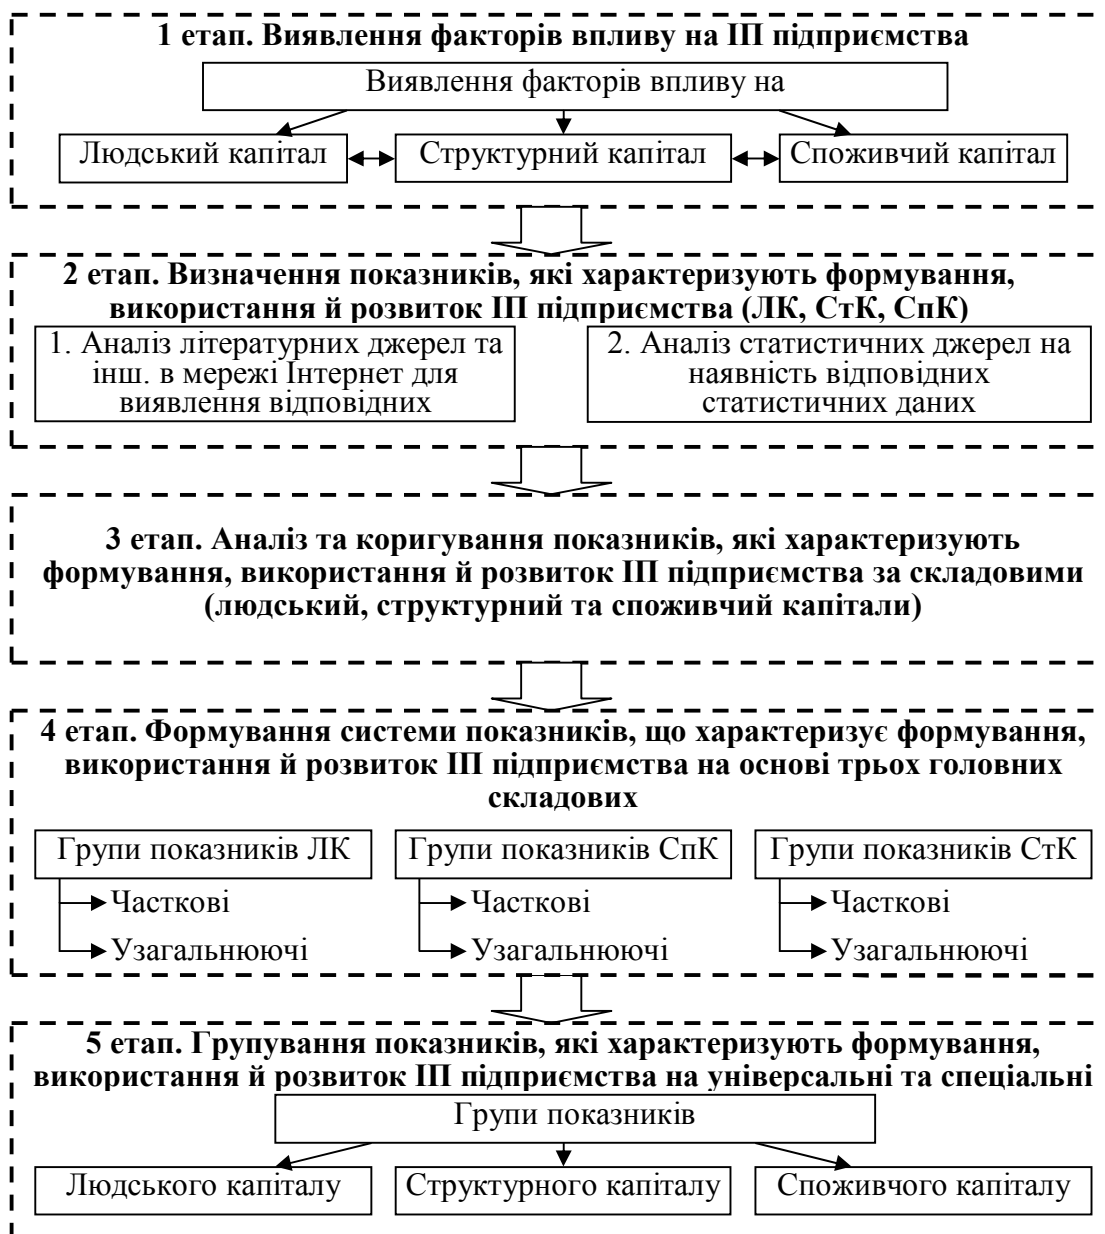 1 етап. Виявлення факторів впливу на ІП підприємства
Виявлення факторів впливу на
Людський капітал
Структурний капітал
Споживчий капітал
2 етап. Визначення показників, які характеризують формування,
використання й розвиток ІП підприємства (ЛК, СтК, СпК)
1. Аналіз літературних джерел та
інш. в мережі Інтернет для
виявлення відповідних
2. Аналіз статистичних джерел на
наявність відповідних
статистичних даних
3 етап. Аналіз та коригування показників, які характеризують
формування, використання й розвиток ІП підприємства за складовими
(людський, структурний та споживчий капітали)
4 етап. Формування системи показників, що характеризує формування,
використання й розвиток ІП підприємства на основі трьох головних
складових
Групи показників ЛК
Часткові
Узагальнюючі
Групи показників СпК
Часткові
Узагальнюючі
Групи показників СтК
Часткові
Узагальнюючі
5 етап. Групування показників, які характеризують формування,
використання й розвиток ІП підприємства на універсальні та спеціальні
Групи показників
Людського капіталу
Структурного капіталу
Споживчого капіталу